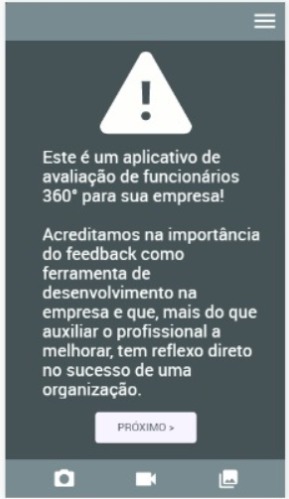 Este é um aplicativo de
avaliação de funcionários
360° para sua empresa!
Acreditamos na importância
do feedback como
ferramenta de
desenvolvimento na
empresa e que, mais do que
auxiliar o profissional a
melhorar, tem reflexo direto
no sucesso de uma
organização.
PRÓXIMO >